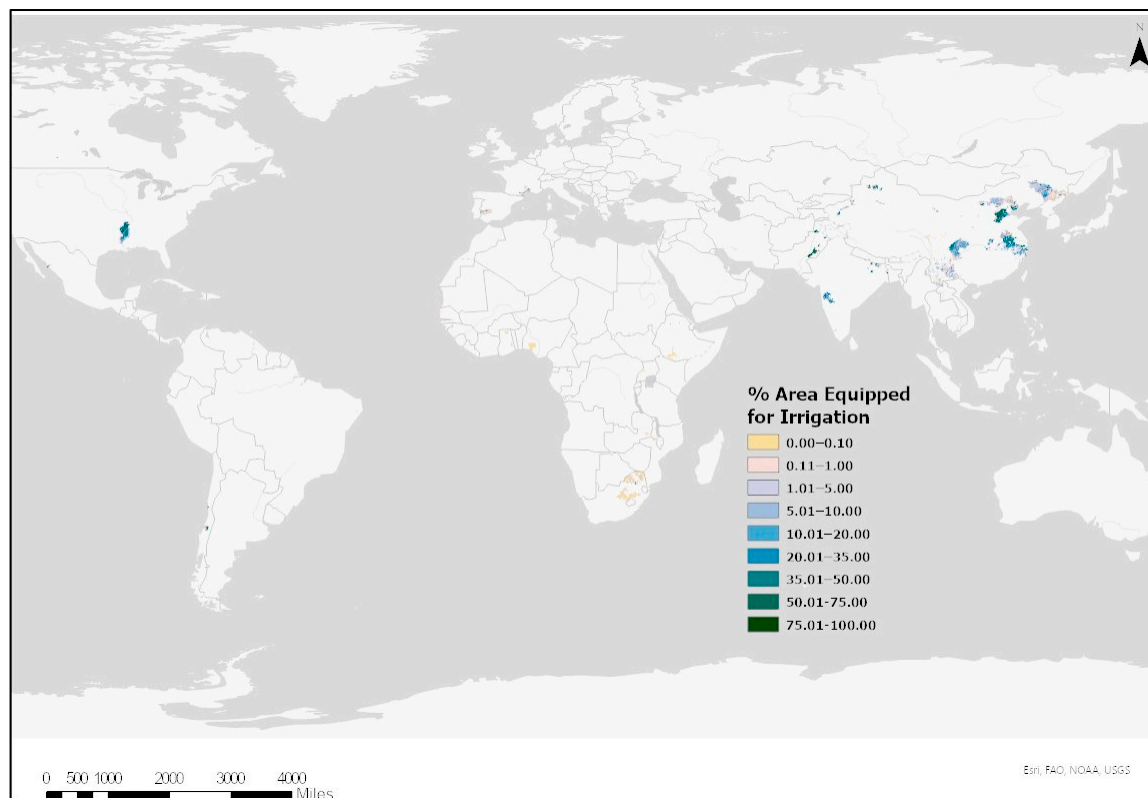 N
% Area Equipped
for Irrigation
0.00–0.10
0.11–1.00
1.01–5.00
5.01–10.00
10.01–20.00
20.01–35.00
35.01–50.00
50.01-75.00
75.01-100.00
Esri, FAO, NOAA, USGS
0 500 1000 2000 3000 4000
Miles